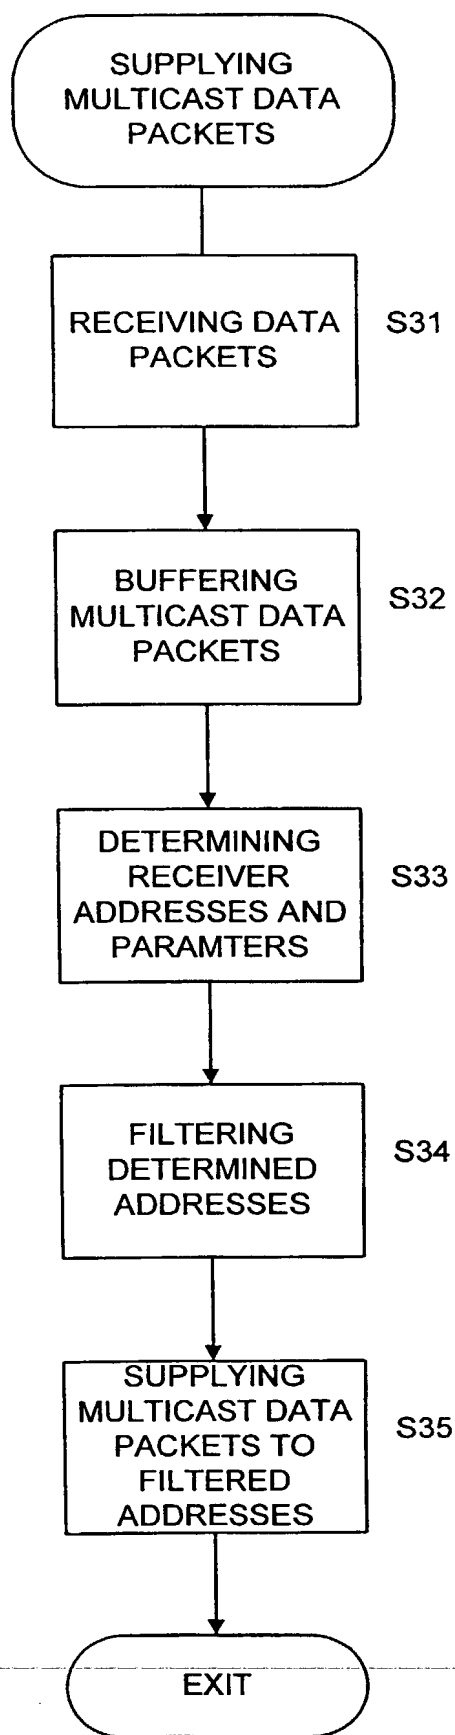 SUPPLYING
MULTICAST DATA
PACKETS
RECEIVING DATA
PACKETS
S31
BUFFERING
MULTICAST DATA
PACKETS
S32
DETERMINING
RECEIVER
ADDRESSES AND
PARAMTERS
S33
FILTERING
DETERMINED
ADDRESSES
S34
SUPPLYING
MULTICAST DATA
PACKETS TO
FILTERED
ADDRESSES
S35
EXIT